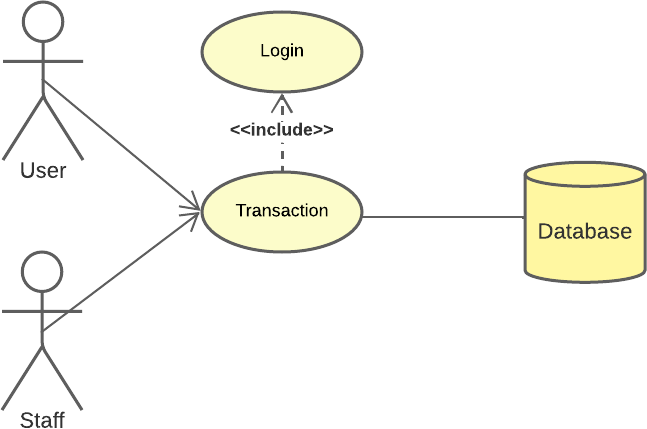 Login
<<include>>
User
Transaction
Database
Staff